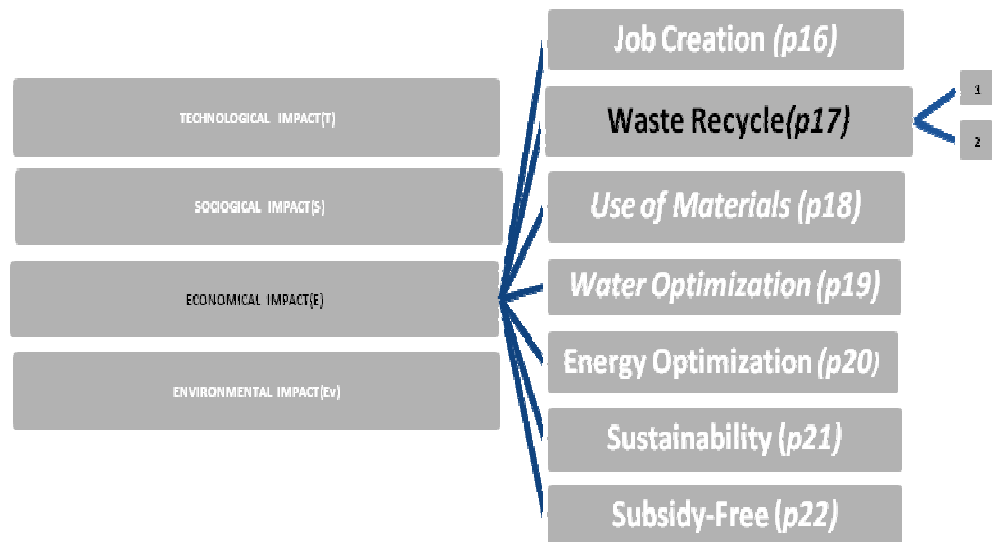 TECHNOLOGICAL IMPACT(T)
SOCIOGICAL IMPACT(S)
ECONOMICAL IMPACT(E)
ENVIRONMENTAL IMPACT(Ev)
Job Creation (p16)
Waste Recycle(p17)
Use of Materials (p18)
Water Optimization (p19)
Energy Optimization (p20)
Sustainability (p21)
Subsidy-Free (p22)
1
2